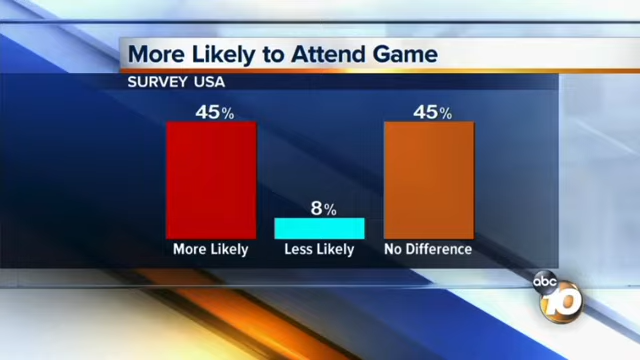 More Likely to Attend Game
SURVEY USA
45%
8%
45%
More Likely
Less Likely
No Difference
abc
10